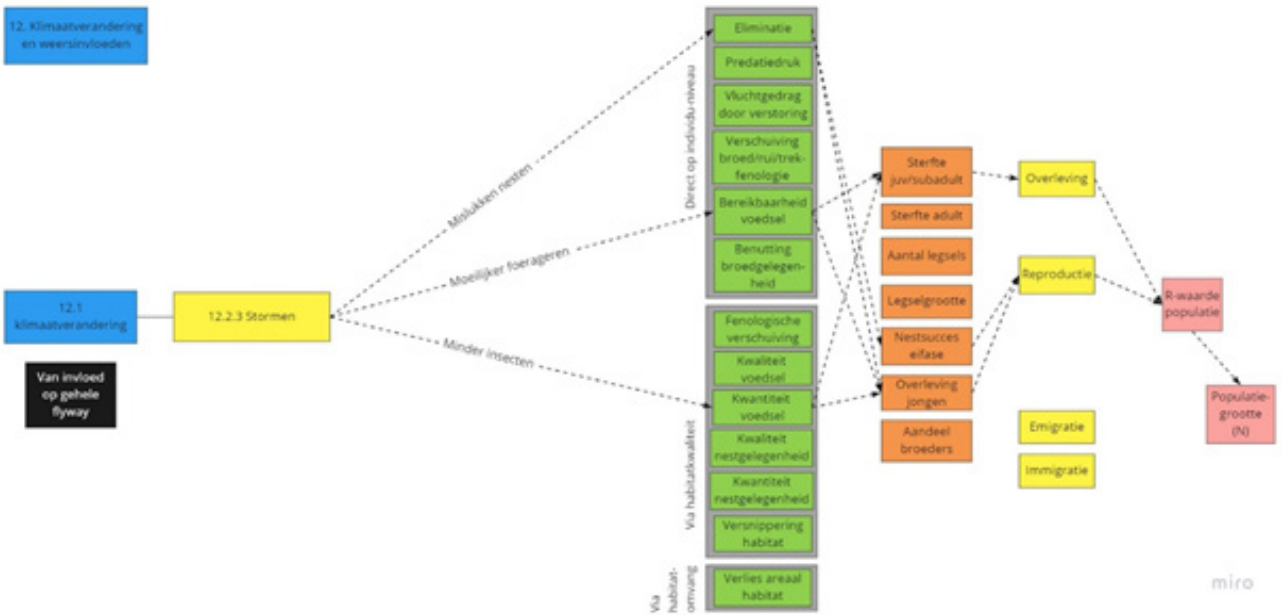 12. Klimaatverandering
en weersinvloeden
12.1
klimaatverandering
Van invloed
op gehele
flyway
12.2.3 Stormen
Mislukken nesten
Moeilijker foerageren
Minder insecten
Direct op individu-niveau
Eliminatie
Predatiedruk
Vluchtgedrag
door verstoring
Verschuiving
broed/rui/trek-
fenologie
Bereikbaarheid
voedsel
Benutting
broedgelegen-
heid
Via habitatkwaliteit
Fenologische
verschuiving
Kwaliteit
voedsel
Kwantiteit
voedsel
Kwaliteit
nestgelegenheid
Kwantiteit
nestgelegenheid
Versnippering
habitat
Via
habitat-
omvang
Verlies areaal
habitat
Sterfte
juv/subadult
Sterfte adult
Aantal legsels
Legselgrootte
Nestsucces
eifase
Overleving
jongen
Aandeel
broeders
Overleving
Reproductie
Emigratie
Immigratie
R-waarde
populatie
Populatie-
grootte
(N)
miro